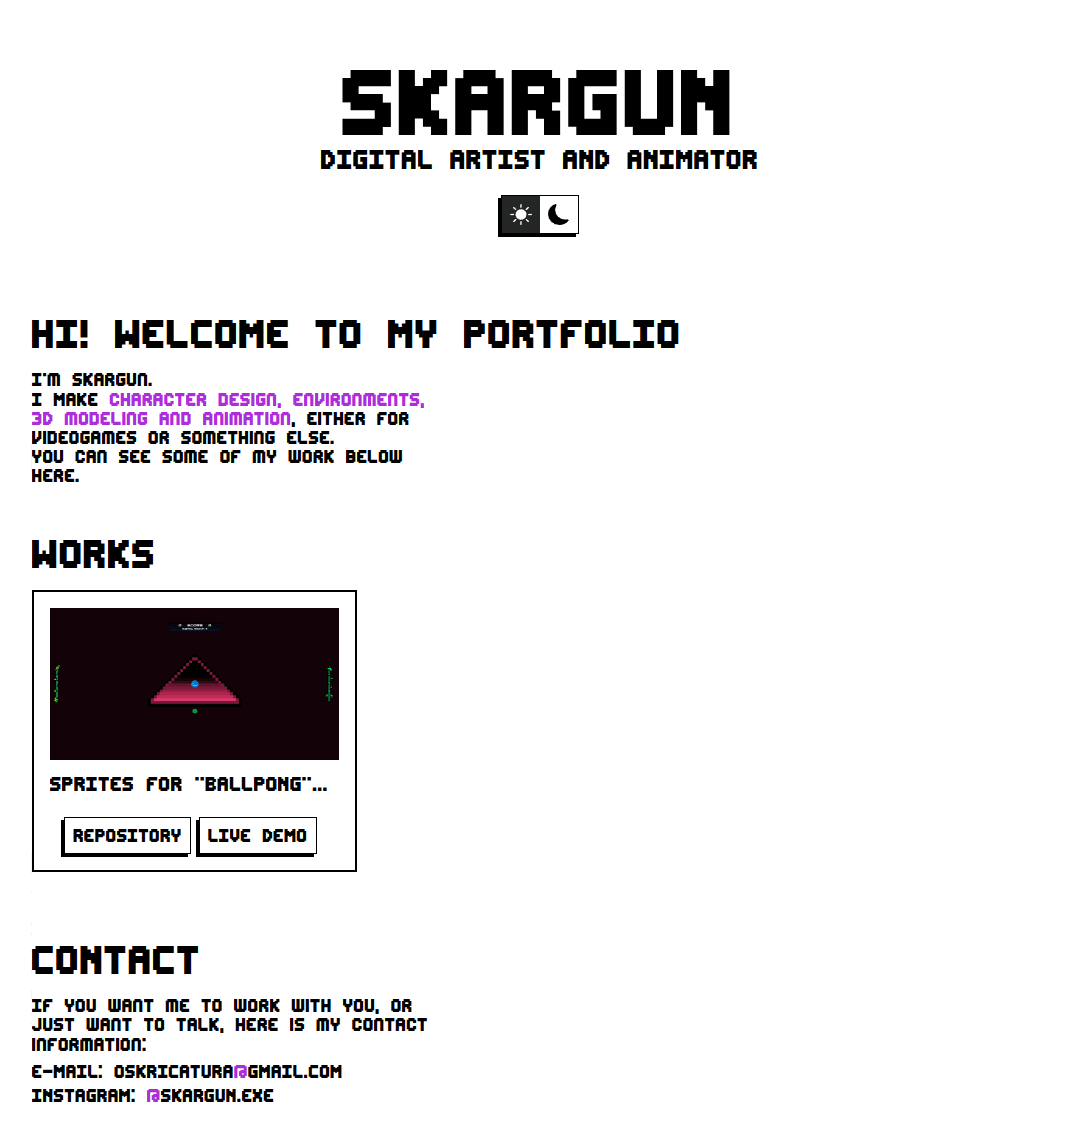 SKARGUN
DIGITAL ARTIST AND ANIMATOR
HI! WELCOME TO MY PORTFOLIO
I'M SKARGUN.
I MAKE CHARACTER DESIGN, ENVIRONMENTS,
3D MODELING AND ANIMATION, EITHER FOR
VIDEOGAMES OR SOMETHING ELSE.
YOU CAN SEE SOME OF MY WORK BELOW
HERE.
WORKS
SCORE
SPRITES FOR "BALLPONG"...
REPOSITORY LIVE DEMO
CONTACT
IF YOU WANT ME TO WORK WITH YOU, OR
JUST WANT TO TALK, HERE IS MY CONTACT
INFORMATION:
E-MAIL: OSKRICATURA@GMAIL.COM
INSTAGRAM: @SKARGUN.EXE